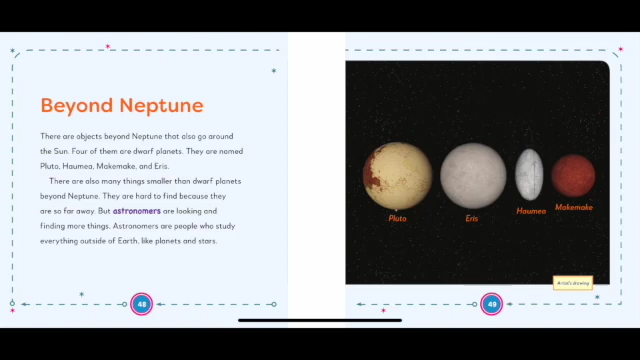 Beyond Neptune
There are objects beyond Neptune that also go around
the Sun. Four of them are dwarf planets. They are named
Pluto, Haumea, Makemake, and Eris.
There are also many things smaller than dwarf planets
beyond Neptune. They are hard to find because they
are so far away. But astronomers are looking and
finding more things. Astronomers are people who study
everything outside of Earth, like planets and stars.
48
Pluto
Eris
Haumea
Makemake
Artist's drawing
49